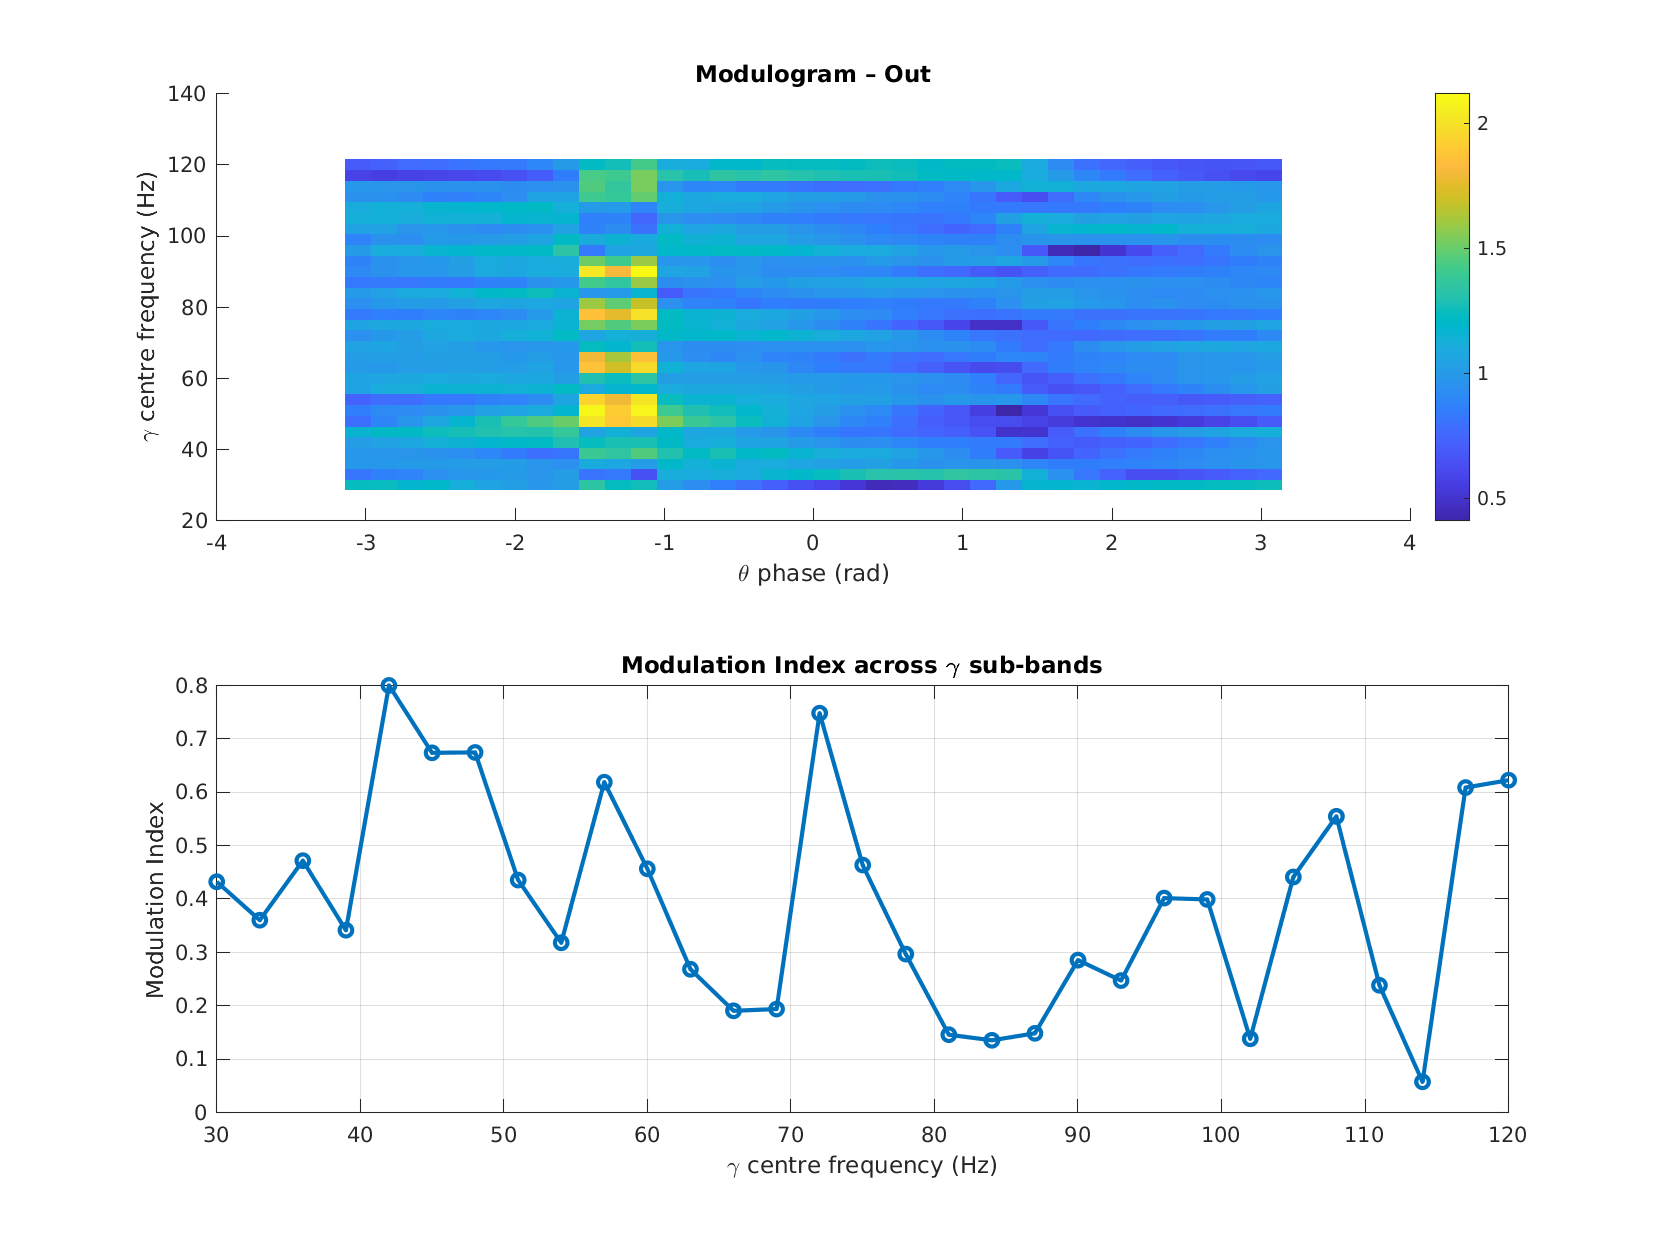 Modulogram – Out
140
120
100
80
60
40
20
γ centre frequency (Hz)
-4 -3 -2 -1 0 1 2 3 4
θ phase (rad)
2
1.5
1
0.5
Modulation Index across γ sub-bands
0.8
0.7
0.6
0.5
0.4
0.3
0.2
0.1
0
Modulation Index
30 40 50 60 70 80 90 100 110 120
γ centre frequency (Hz)